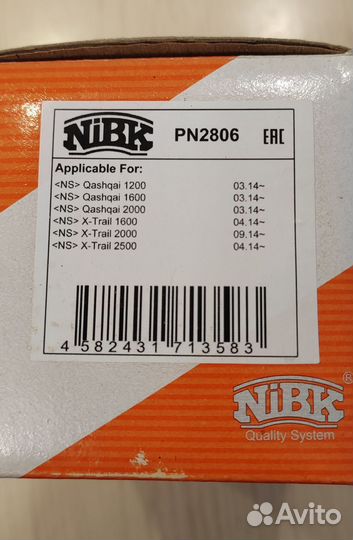 NiBK PN2806 EAC
Applicable For:
<NS> Qashqai 1200 03.14~
<NS> Qashqai 1600 03.14~
<NS> Qashqai 2000 03.14~
<NS> X-Trail 1600 04.14~
<NS> X-Trail 2000 09.14~
<NS> X-Trail 2500 04.14~
4 582431 713583
NiBK®
Quality System
Avito